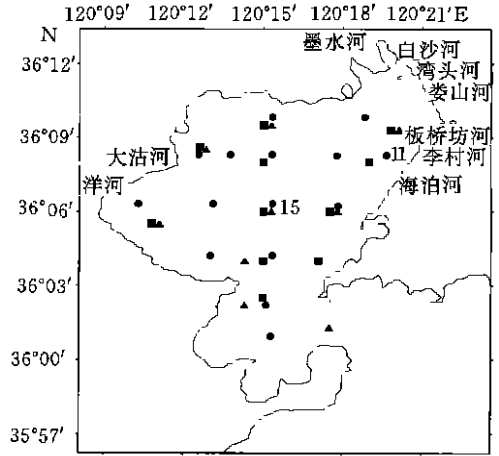 120°09′ 120°12′ 120°15′ 120°18′ 120°21′E
N
墨水河
白沙河
36°12′
湾头河
娄山河
36°09′
板桥坊河
大沽河
11 李村河
洋河
海泊河
36°06′
15
36°03′
36°00′
35°57′